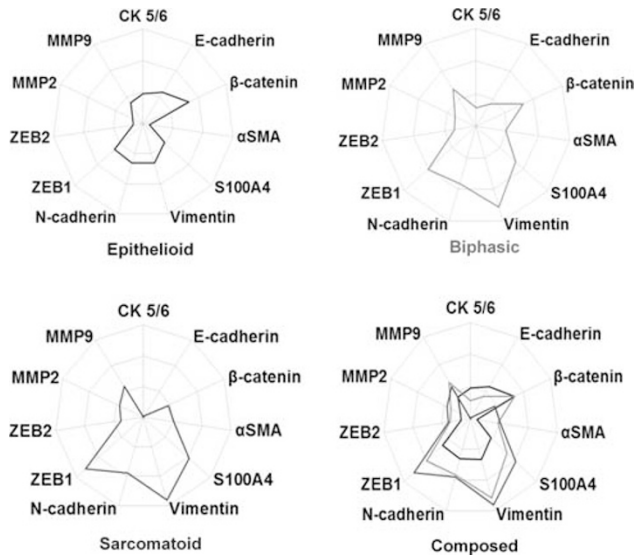 CK 5/6
MMP9
E-cadherin
MMP2
β-catenin
ZEB2
αSMA
ZEB1
S100A4
N-cadherin
Vimentin
Epithelioid
CK 5/6
MMP9
E-cadherin
MMP2
β-catenin
ZEB2
αSMA
ZEB1
S100A4
N-cadherin
Vimentin
Biphasic
CK 5/6
MMP9
E-cadherin
MMP2
β-catenin
ZEB2
αSMA
ZEB1
S100A4
N-cadherin
Vimentin
Sarcomatoid
CK 5/6
MMP9
E-cadherin
MMP2
β-catenin
ZEB2
αSMA
ZEB1
S100A4
N-cadherin
Vimentin
Composed